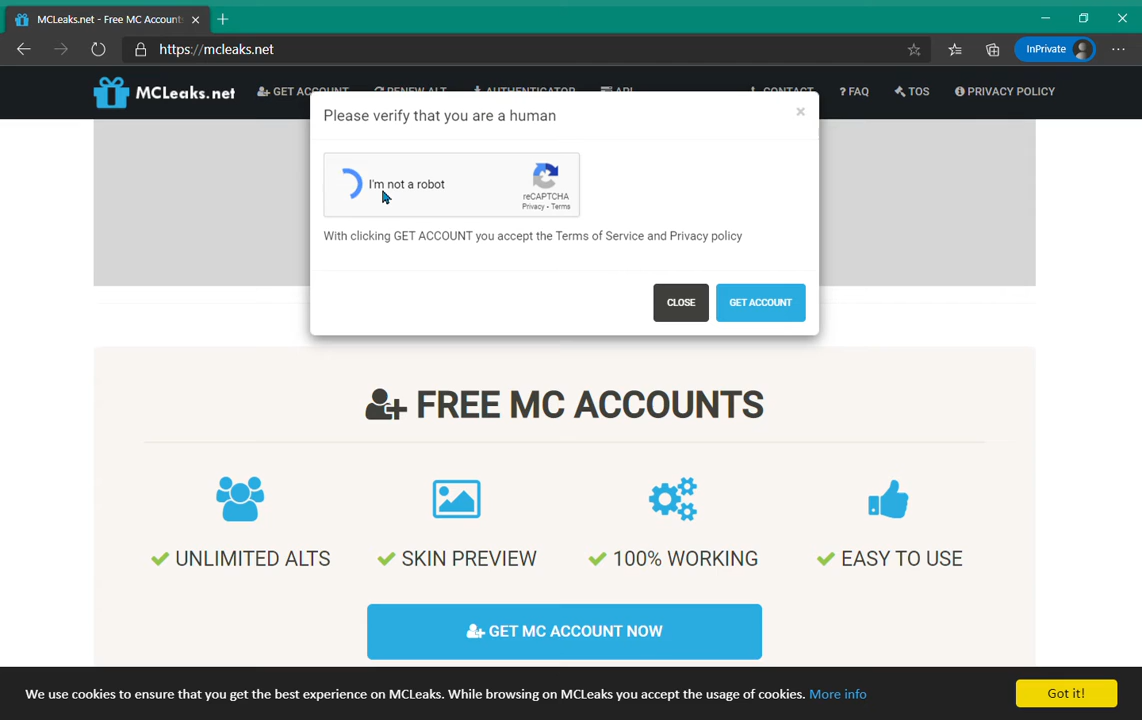 MCLeaks.net - Free MC Account
https://mcleaks.net
InPrivate
MCLeaks.net
GET ACCOUNT
RENEW ALT
AUTHENTICATOR
API
CONTACT
? FAQ
TOS
PRIVACY POLICY
Please verify that you are a human
×
I'm not a robot
reCAPTCHA
Privacy - Terms
With clicking GET ACCOUNT you accept the Terms of Service and Privacy policy
CLOSE
GET ACCOUNT
FREE MC ACCOUNTS
UNLIMITED ALTS
SKIN PREVIEW
100% WORKING
EASY TO USE
GET MC ACCOUNT NOW
We use cookies to ensure that you get the best experience on MCLeaks. While browsing on MCLeaks you accept the usage of cookies. More info
Got it!